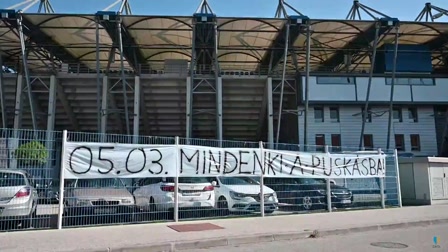 05.03. MINDENKI A PUSKÁSBA!